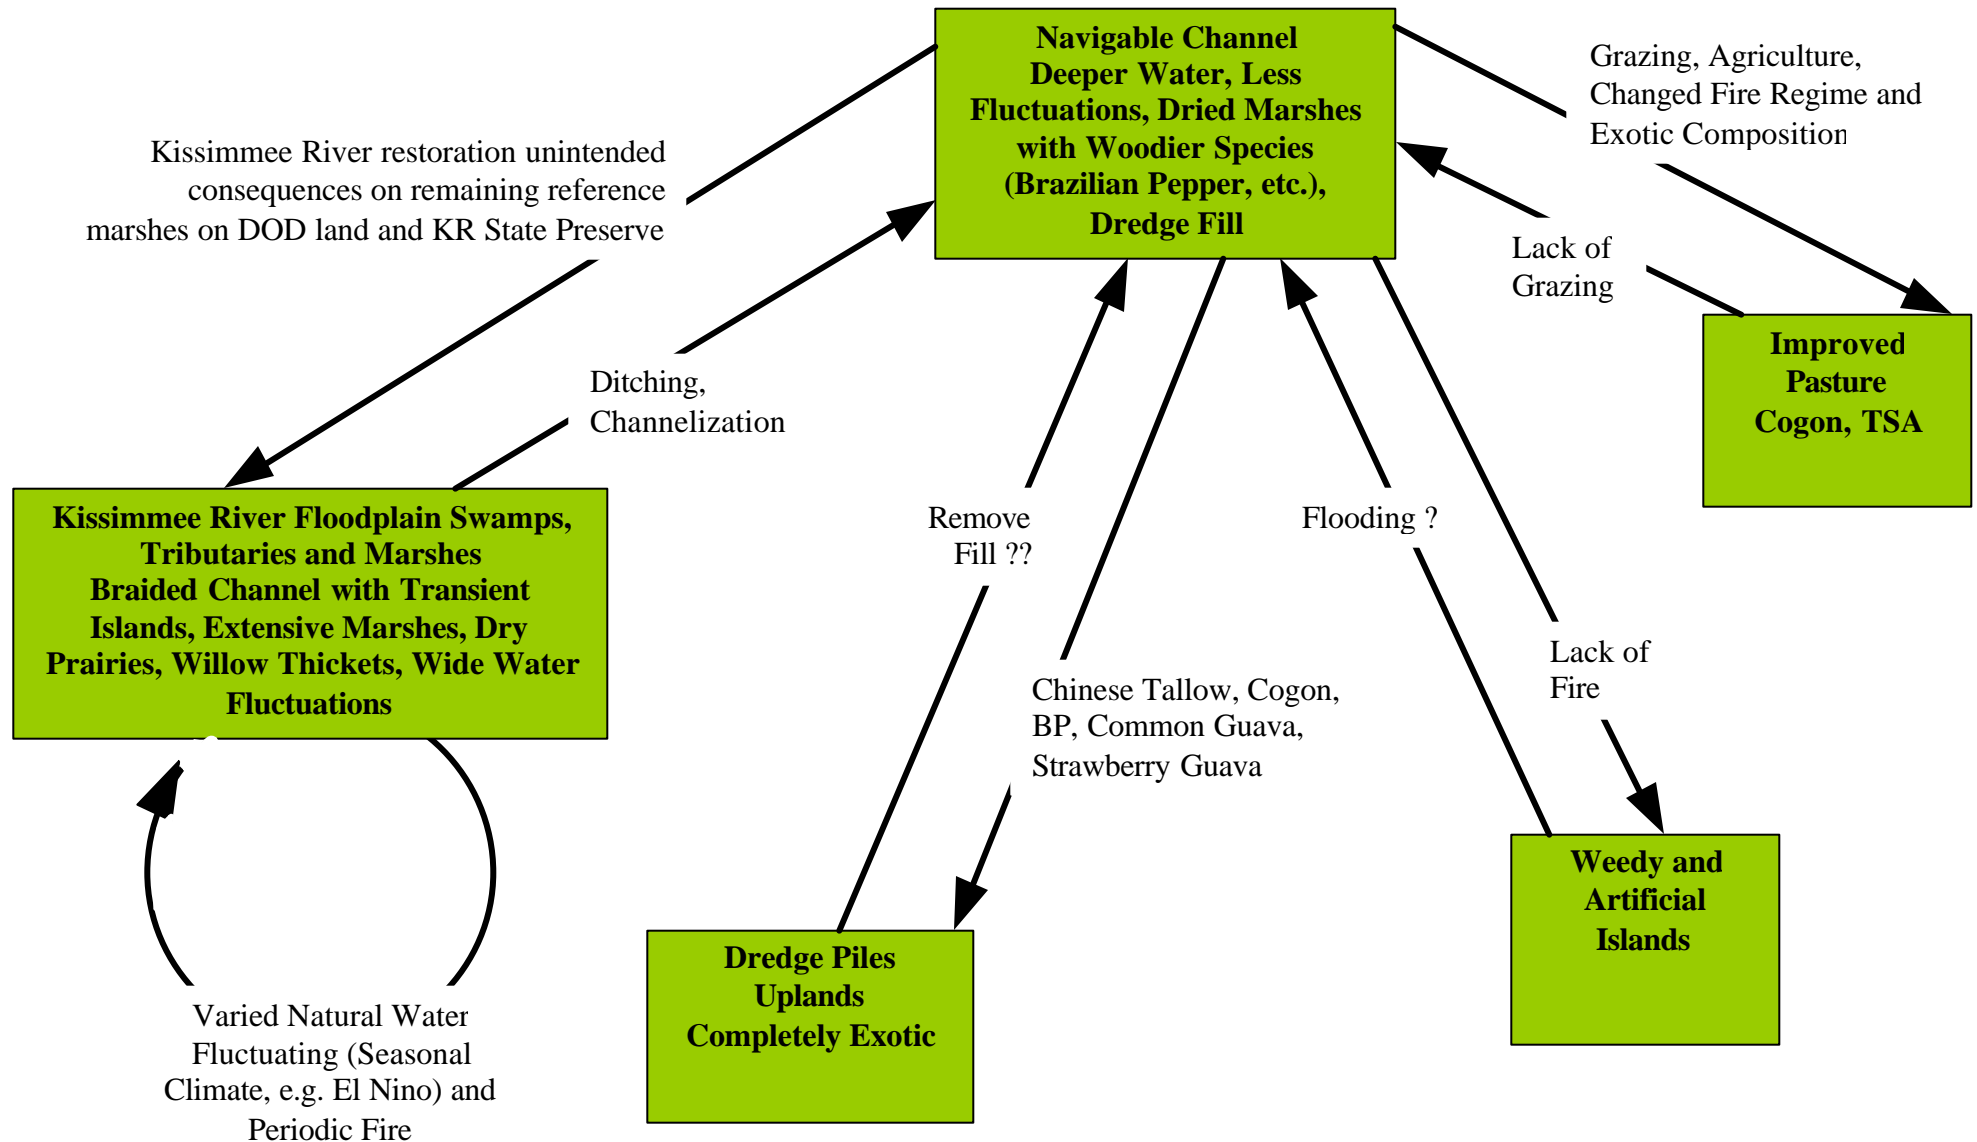 Navigable Channel
Deeper Water, Less
Fluctuations, Dried Marshes
with Woodier Species
(Brazilian Pepper, etc.),
Dredge Fill
Grazing, Agriculture,
Changed Fire Regime and
Exotic Composition
Kissimmee River restoration unintended
consequences on remaining reference
marshes on DOD land and KR State Preserve
Lack of
Grazing
Improved
Pasture
Cogon, TSA
Ditching,
Channelization
Kissimmee River Floodplain Swamps,
Tributaries and Marshes
Braided Channel with Transient
Islands, Extensive Marshes, Dry
Prairies, Willow Thickets, Wide Water
Fluctuations
Remove
Fill ??
Flooding ?
Lack of
Fire
Chinese Tallow, Cogon,
BP, Common Guava,
Strawberry Guava
Weedy and
Artificial
Islands
Dredge Piles
Uplands
Completely Exotic
Varied Natural Water
Fluctuating (Seasonal
Climate, e.g. El Nino) and
Periodic Fire